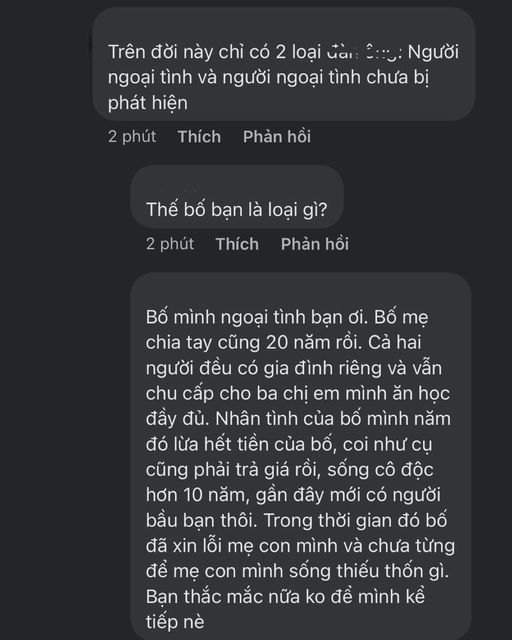 Trên đời này chỉ có 2 loại Người
ngoại tình và người ngoại tình chưa bị
phát hiện
2 phút Thích Phản hồi
Thế bố bạn là loại gì?
2 phút Thích Phản hồi
Bố mình ngoại tình bạn ơi. Bố mẹ
chia tay cũng 20 năm rồi. Cả hai
người đều có gia đình riêng và vẫn
chu cấp cho ba chị em mình ăn học
đầy đủ. Nhân tình của bố mình năm
đó lừa hết tiền của bố, coi như cụ
cũng phải trả giá rồi, sống cô độc
hơn 10 năm, gần đây mới có người
bầu bạn thôi. Trong thời gian đó bố
đã xin lỗi mẹ con mình và chưa từng
để mẹ con mình sống thiếu thốn gì.
Bạn thắc mắc nữa ko để mình kể
tiếp nè